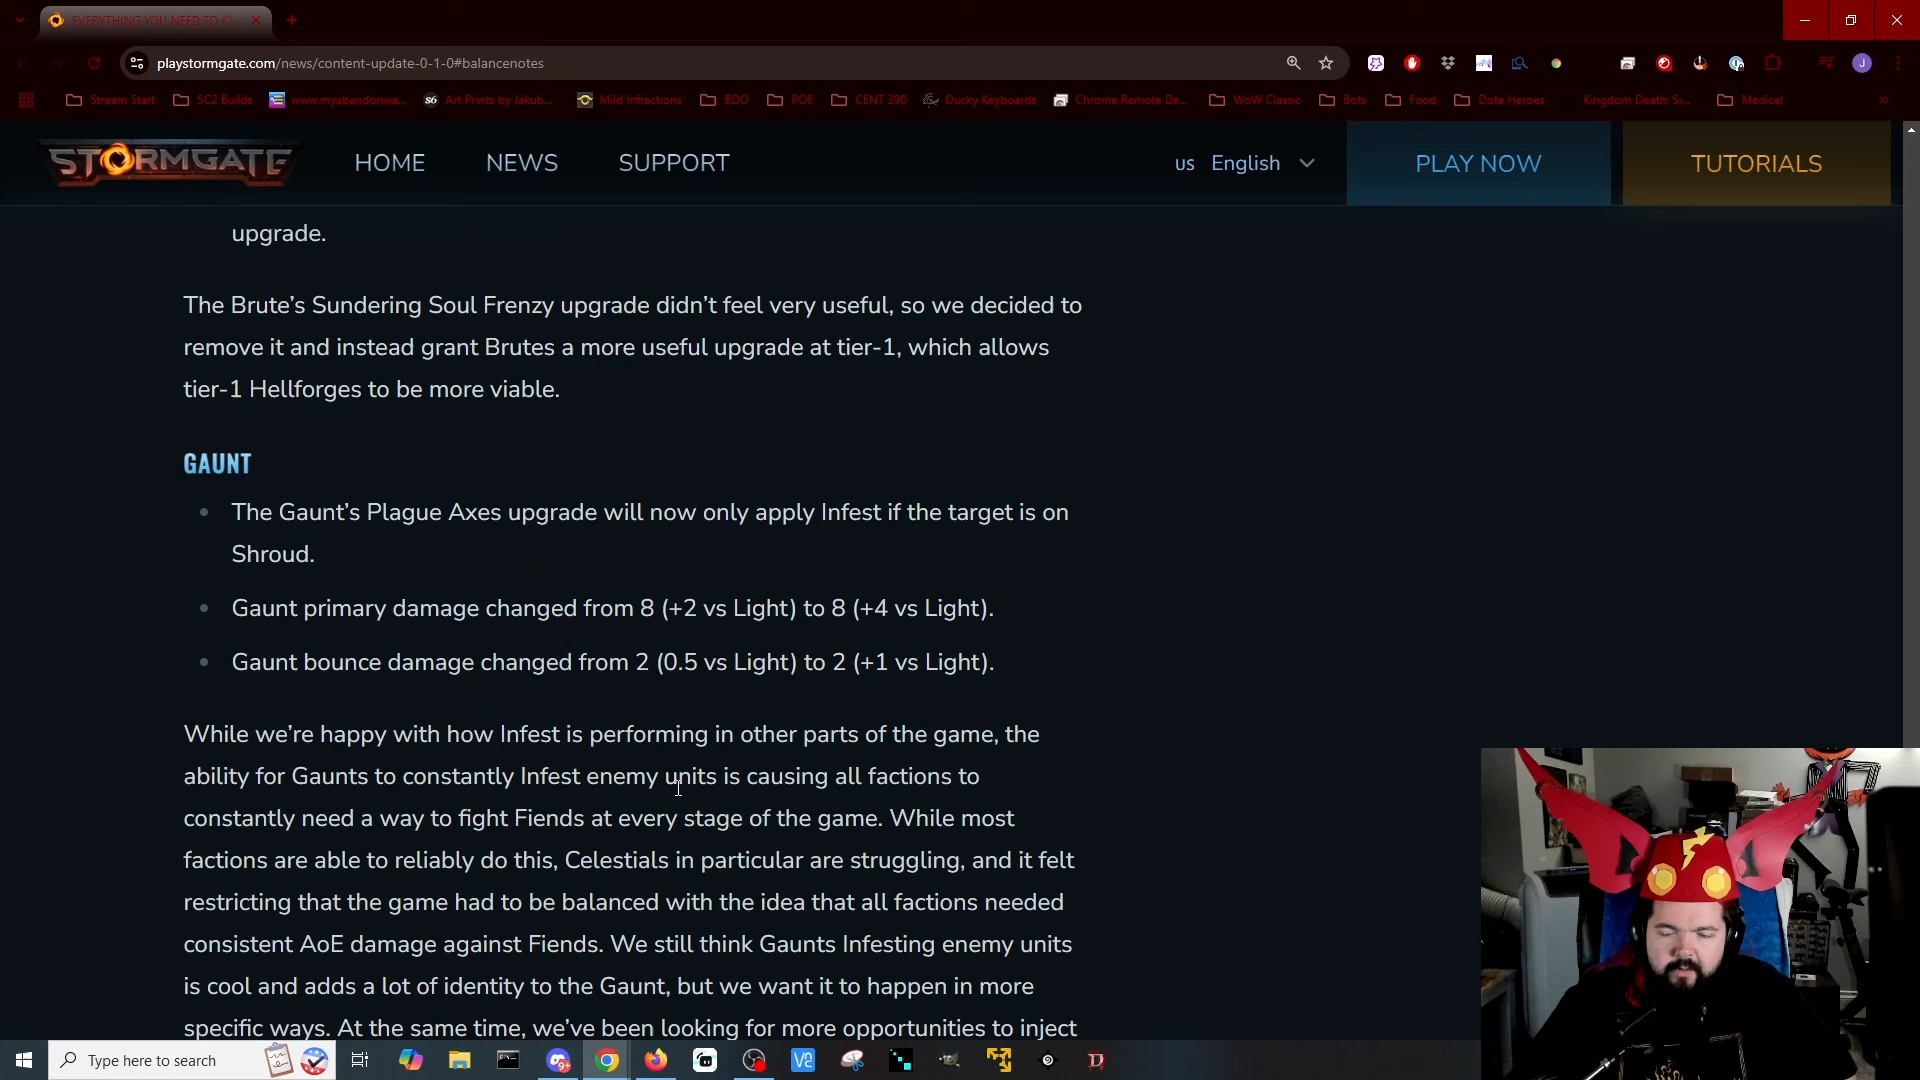 EVERYTHING YOU NEED TO K
playstormgate.com/news/content-update-0-1-0#balancenotes
Stream Start
SC2 Builds
www.myabandonwa...
Art Prints by Jakub...
Mild Infractions
BDO
POE
CENT 390
Ducky Keyboards
Chrome Remote De...
WoW Classic
Bots
Food
Dota Heroes
Kingdom Death: Si...
Medical
STORMGATE
HOME
NEWS
SUPPORT
us English
PLAY NOW
TUTORIALS
upgrade.
The Brute’s Sundering Soul Frenzy upgrade didn’t feel very useful, so we decided to
remove it and instead grant Brutes a more useful upgrade at tier-1, which allows
tier-1 Hellforges to be more viable.
GAUNT
The Gaunt’s Plague Axes upgrade will now only apply Infest if the target is on
Shroud.
Gaunt primary damage changed from 8 (+2 vs Light) to 8 (+4 vs Light).
Gaunt bounce damage changed from 2 (0.5 vs Light) to 2 (+1 vs Light).
While we’re happy with how Infest is performing in other parts of the game, the
ability for Gaunts to constantly Infest enemy units is causing all factions to
constantly need a way to fight Fiends at every stage of the game. While most
factions are able to reliably do this, Celestials in particular are struggling, and it felt
restricting that the game had to be balanced with the idea that all factions needed
consistent AoE damage against Fiends. We still think Gaunts Infesting enemy units
is cool and adds a lot of identity to the Gaunt, but we want it to happen in more
specific ways. At the same time, we’ve been looking for more opportunities to inject
Type here to search